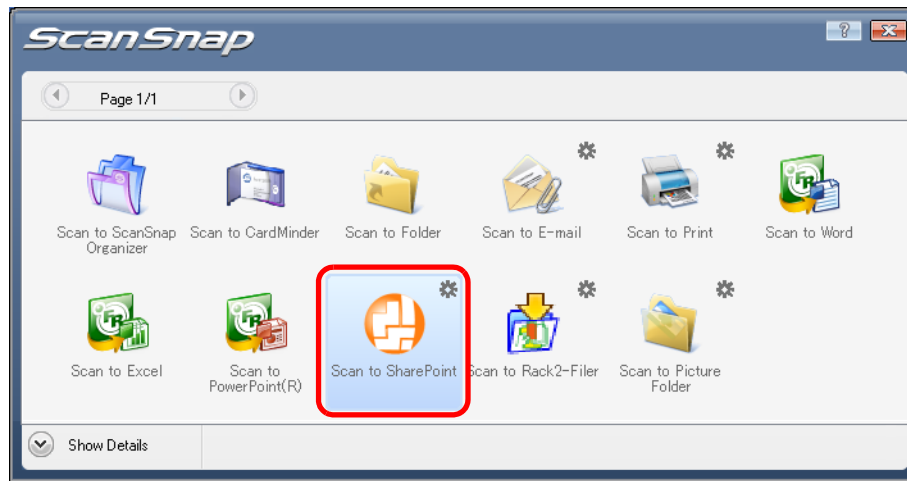 ScanSnap
?
Page 1/1
Scan to ScanSnap
Organizer
Scan to CardMinder
Scan to Folder
Scan to E-mail
Scan to Print
Scan to Word
Scan to Excel
Scan to
PowerPoint(R)
Scan to SharePoint
Scan to Rack2-Filer
Scan to Picture
Folder
Show Details